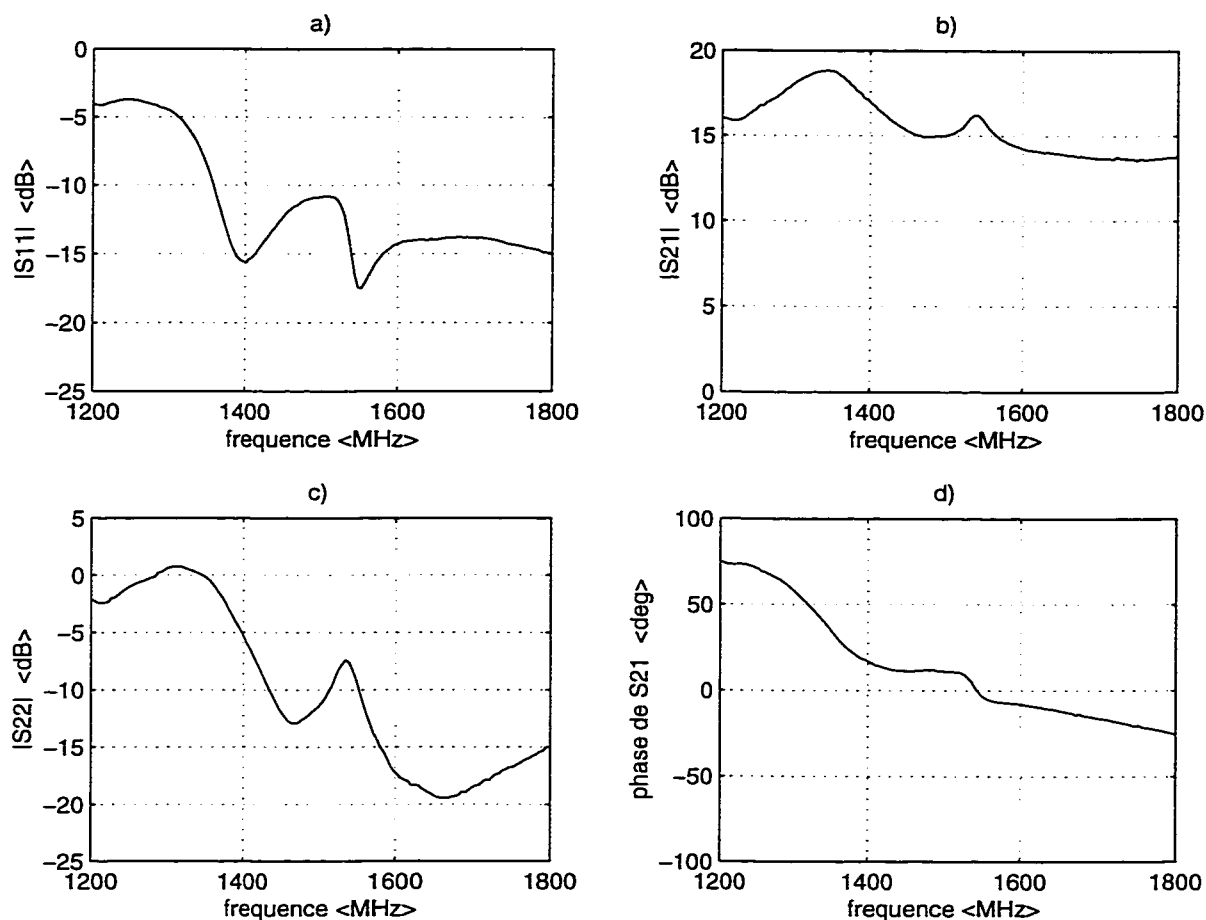 a)
0
−5
−10
−15
−20
−25
|S11| <dB>
1200 1400 1600 1800
frequence <MHz>
b)
20
15
10
5
0
|S21| <dB>
1200 1400 1600 1800
frequence <MHz>
c)
5
0
−5
−10
−15
−20
−25
|S22| <dB>
1200 1400 1600 1800
frequence <MHz>
d)
100
50
0
−50
−100
phase de S21 <deg>
1200 1400 1600 1800
frequence <MHz>